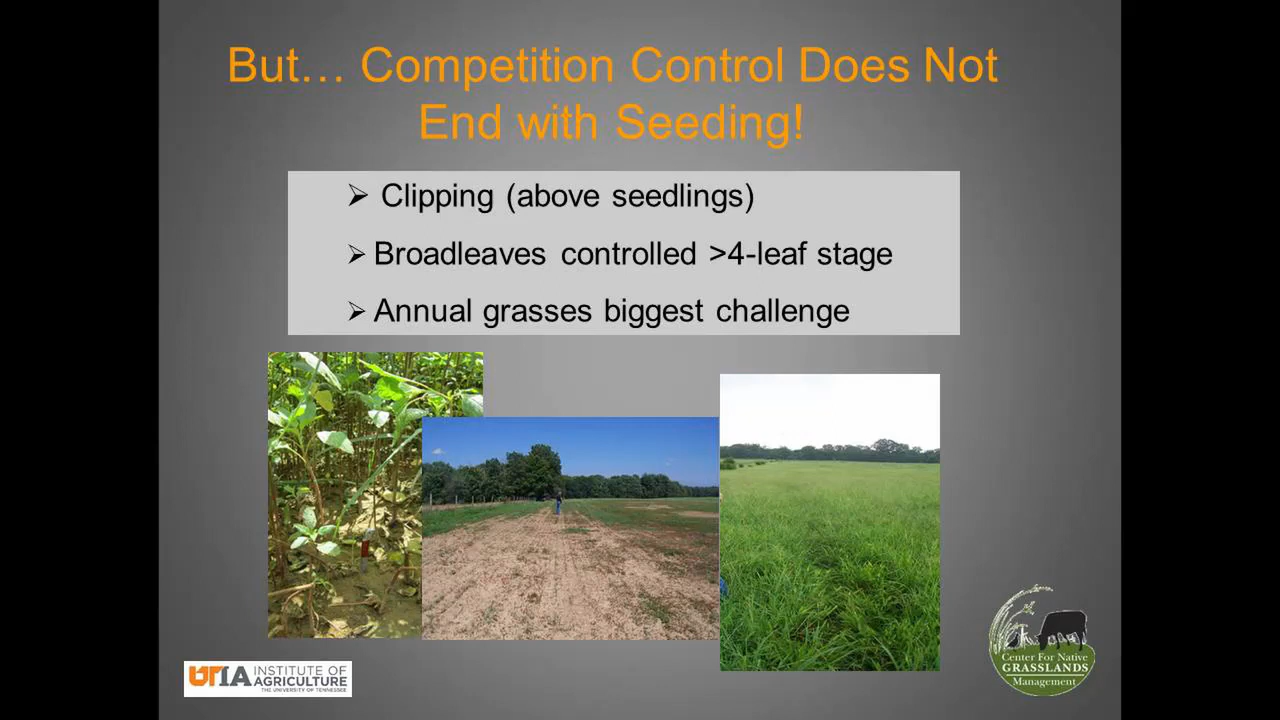 But… Competition Control Does Not
End with Seeding!
➢ Clipping (above seedlings)
➢ Broadleaves controlled >4-leaf stage
➢ Annual grasses biggest challenge
UTIA INSTITUTE OF
AGRICULTURE
THE UNIVERSITY OF TENNESSEE
Center For Native
GRASSLANDS
Management